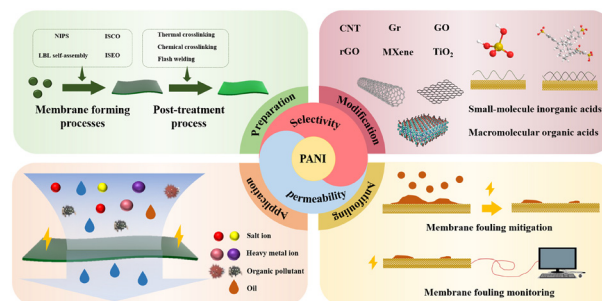 NIPS
ISCO
LBL self-assembly
ISEO
Thermal crosslinking
Chemical crosslinking
Flash welding
Membrane forming
processes
Post-treatment
process
CNT
Gr
GO
rGO
MXene
TiO2
Small-molecule inorganic acids
Macromolecular organic acids
Preparation
Modification
Selectivity
PANI
permeability
Application
Antifouling
Salt ion
Heavy metal ion
Organic pollutant
Oil
Membrane fouling mitigation
Membrane fouling monitoring